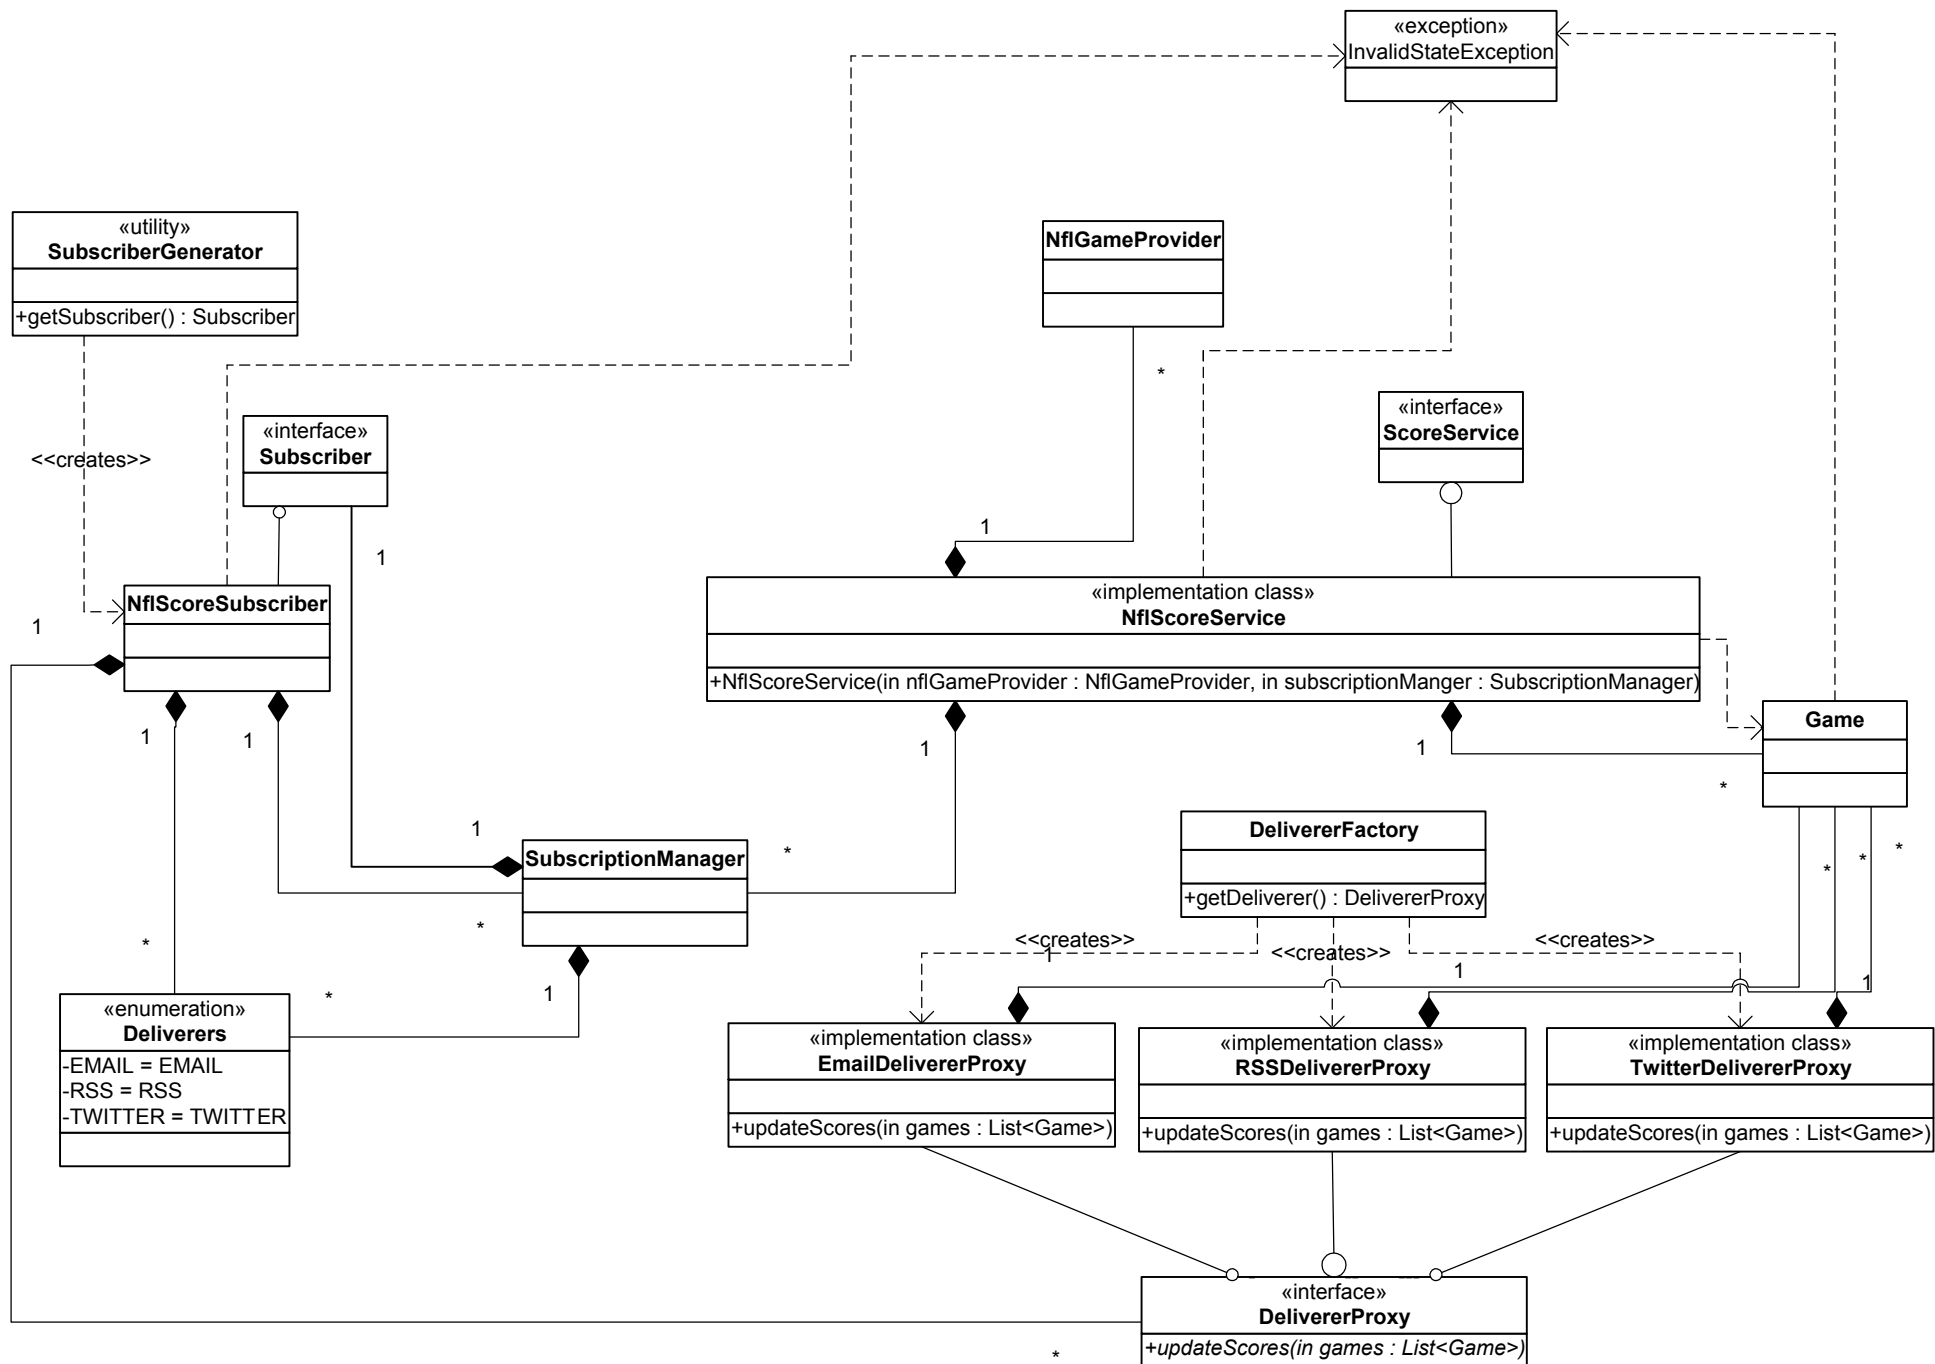 «exception»
InvalidStateException
«utility»
SubscriberGenerator
+getSubscriber() : Subscriber
NflGameProvider
*
«interface»
ScoreService
«interface»
Subscriber
<<creates>>
1
1
NflScoreSubscriber
1
«implementation class»
NflScoreService
+NflScoreService(in nflGameProvider : NflGameProvider, in subscriptionManger : SubscriptionManager)
Game
1
1
1
1
*
1
SubscriptionManager
*
DelivererFactory
+getDeliverer() : DelivererProxy
*
*
*
*
*
<<creates>>
1
<<creates>>
<<creates>>
1
1
*
1
«enumeration»
Deliverers
-EMAIL = EMAIL
-RSS = RSS
-TWITTER = TWITTER
«implementation class»
EmailDelivererProxy
+updateScores(in games : List<Game>)
«implementation class»
RSSDelivererProxy
+updateScores(in games : List<Game>)
«implementation class»
TwitterDelivererProxy
+updateScores(in games : List<Game>)
«interface»
DelivererProxy
+updateScores(in games : List<Game>)
*